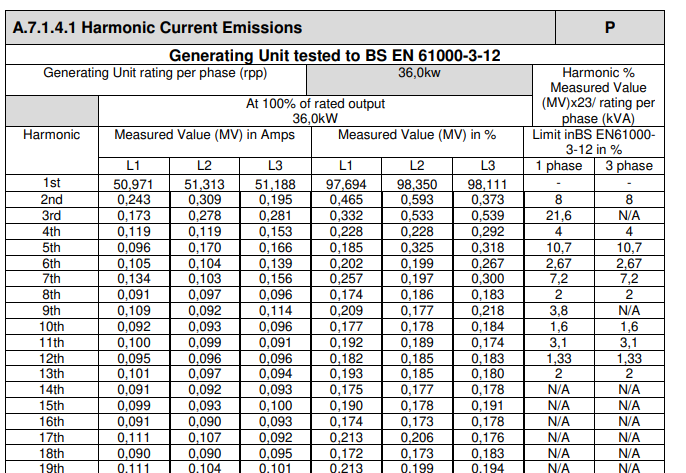 A.7.1.4.1 Harmonic Current Emissions P
Generating Unit tested to BS EN 61000-3-12
Generating Unit rating per phase (rpp) 36,0kw Harmonic %
Measured Value
(MV)x23/ rating per
phase (kVA)
At 100% of rated output
36,0kW
Harmonic Measured Value (MV) in Amps Measured Value (MV) in % Limit inBS EN61000-
3-12 in %
L1 L2 L3 L1 L2 L3 1 phase 3 phase
1st 50,971 51,313 51,188 97,694 98,350 98,111 - -
2nd 0,243 0,309 0,195 0,465 0,593 0,373 8 8
3rd 0,173 0,278 0,281 0,332 0,533 0,539 21,6 N/A
4th 0,119 0,119 0,153 0,228 0,228 0,292 4 4
5th 0,096 0,170 0,166 0,185 0,325 0,318 10,7 10,7
6th 0,105 0,104 0,139 0,202 0,199 0,267 2,67 2,67
7th 0,134 0,103 0,156 0,257 0,197 0,300 7,2 7,2
8th 0,091 0,097 0,096 0,174 0,186 0,183 2 2
9th 0,109 0,092 0,114 0,209 0,177 0,218 3,8 N/A
10th 0,092 0,093 0,096 0,177 0,178 0,184 1,6 1,6
11th 0,100 0,099 0,091 0,192 0,189 0,174 3,1 3,1
12th 0,095 0,096 0,096 0,182 0,185 0,183 1,33 1,33
13th 0,101 0,097 0,094 0,193 0,185 0,180 2 2
14th 0,091 0,092 0,093 0,175 0,177 0,178 N/A N/A
15th 0,099 0,093 0,100 0,190 0,178 0,191 N/A N/A
16th 0,091 0,090 0,093 0,174 0,173 0,178 N/A N/A
17th 0,111 0,107 0,092 0,213 0,206 0,176 N/A N/A
18th 0,090 0,090 0,095 0,172 0,173 0,183 N/A N/A
19th 0,111 0,104 0,101 0,213 0,199 0,194 N/A N/A